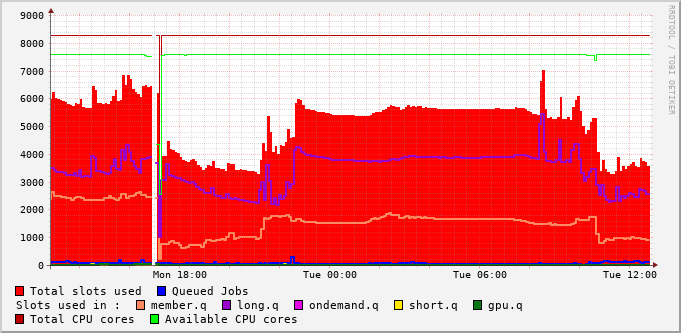 9000
8000
7000
6000
5000
4000
3000
2000
1000
0
Mon 18:00 Tue 00:00 Tue 06:00 Tue 12:00
Total slots used Queued Jobs
Slots used in : member.q long.q ondemand.q short.q gpu.q
Total CPU cores Available CPU cores
RRDTOOL / TOBI OETIKER